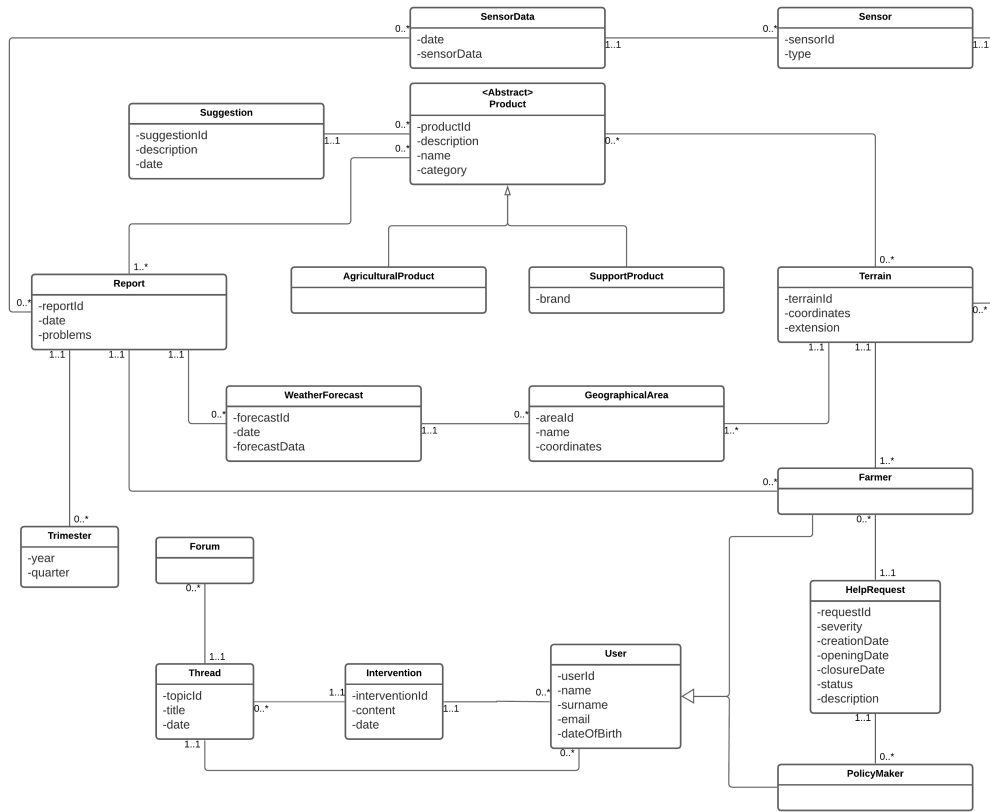 SensorData
-date
-sensorData
0..*
1..1
0..*
Sensor
-sensorId
-type
1..1
<Abstract>
Product
-productId
-description
-name
-category
0..*
0..*
0..*
Suggestion
-suggestionId
-description
-date
1..1
1..*
Report
-reportId
-date
-problems
0..*
1..1
1..1
1..1
AgriculturalProduct
SupportProduct
-brand
0..*
Terrain
-terrainId
-coordinates
-extension
0..*
1..1
1..1
WeatherForecast
-forecastId
-date
-forecastData
0..*
1..1
GeographicalArea
-areaId
-name
-coordinates
0..*
1..*
1..*
Farmer
0..*
0..*
0..*
Trimester
-year
-quarter
Forum
0..*
1..1
HelpRequest
-requestId
-severity
-creationDate
-openingDate
-closureDate
-status
-description
1..1
1..1
Thread
-topicId
-title
-date
0..*
1..1
Intervention
-interventionId
-content
-date
1..1
1..1
User
-userId
-name
-surname
-email
-dateOfBirth
0..*
0..*
0..*
PolicyMaker